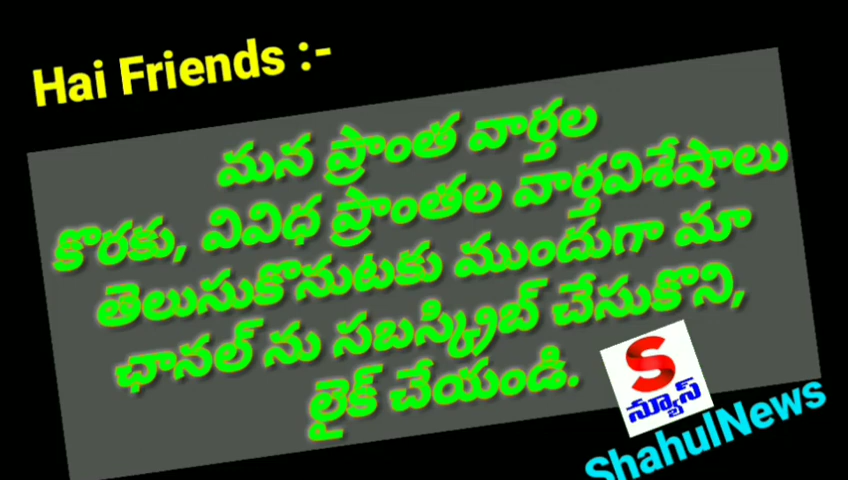 Hai Friends :-
మన ప్రాంత వార్తల
కొరకు, వివిధ ప్రాంతల వార్తవిశేషాలు
తెలుసుకొనుటకు ముందుగా మా
ఛానల్ ను సబస్క్రిబ్ చేసుకొని,
లైక్ చేయండి.
S
న్యూస్
ShahulNews